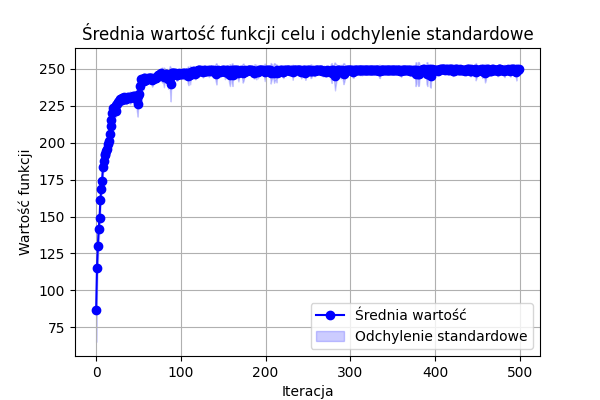 Średnia wartość funkcji celu i odchylenie standardowe
Wartość funkcji
250
225
200
175
150
125
100
75
0 100 200 300 400 500
Iteracja
Średnia wartość
Odchylenie standardowe